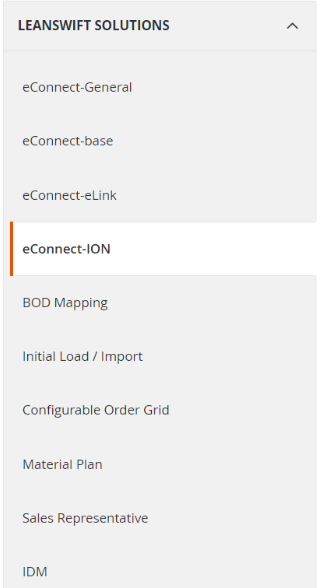 LEANSWIFT SOLUTIONS
eConnect-General
eConnect-base
eConnect-eLink
eConnect-ION
BOD Mapping
Initial Load / Import
Configurable Order Grid
Material Plan
Sales Representative
IDM